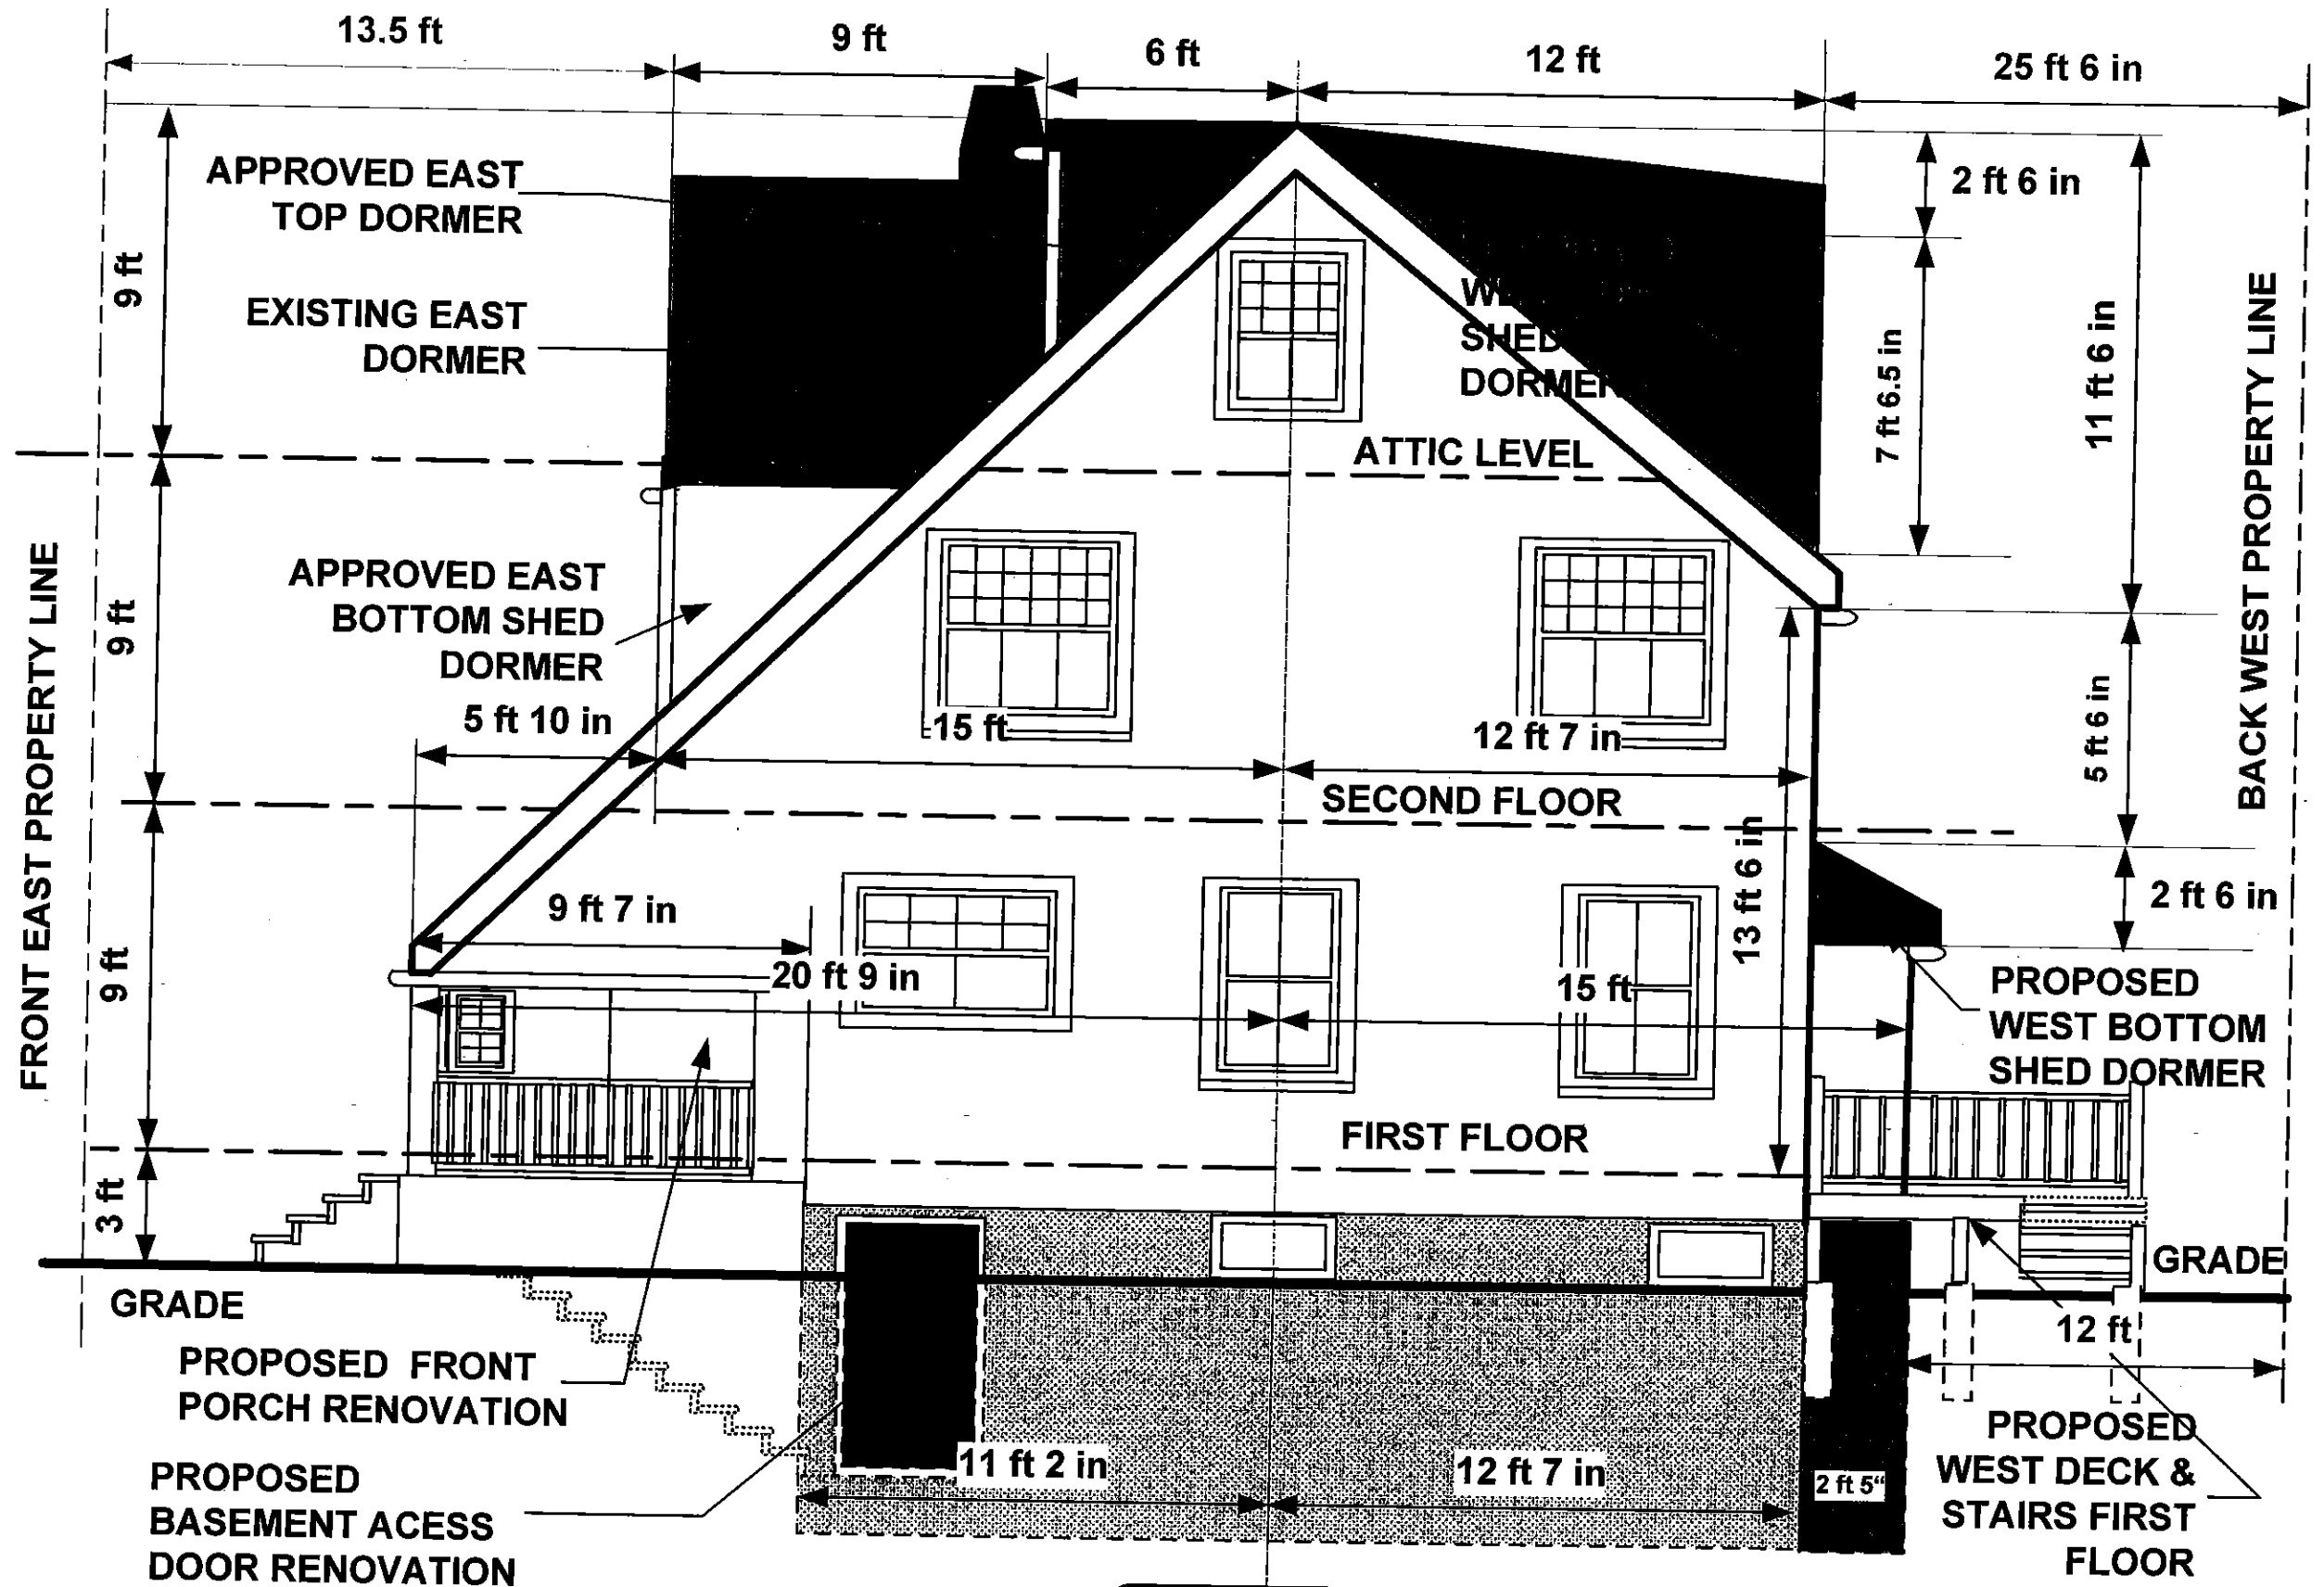 13.5 ft
9 ft
6 ft
12 ft
25 ft 6 in
APPROVED EAST
TOP DORMER
EXISTING EAST
DORMER
9 ft
2 ft 6 in
7 ft 6.5 in
11 ft 6 in
SHED
DORMER
ATTIC LEVEL
BACK WEST PROPERTY LINE
FRONT EAST PROPERTY LINE
9 ft
APPROVED EAST
BOTTOM SHED
DORMER
5 ft 10 in
15 ft
12 ft 7 in
5 ft 6 in
SECOND FLOOR
9 ft
9 ft 7 in
20 ft 9 in
15 ft
13 ft 6 in
2 ft 6 in
PROPOSED
WEST BOTTOM
SHED DORMER
FIRST FLOOR
3 ft
GRADE
GRADE
PROPOSED FRONT
PORCH RENOVATION
12 ft
PROPOSED
BASEMENT ACESS
DOOR RENOVATION
11 ft 2 in
12 ft 7 in
2 ft 5"
PROPOSED
WEST DECK &
STAIRS FIRST
FLOOR